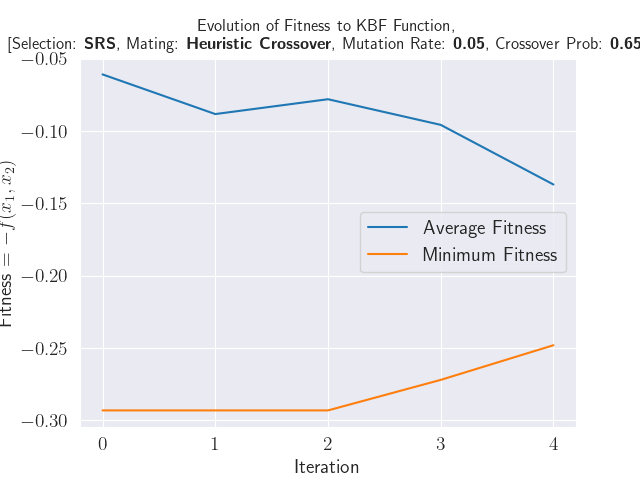 Evolution of Fitness to KBF Function,
[Selection: SRS, Mating: Heuristic Crossover, Mutation Rate: 0.05, Crossover Prob: 0.65
−0.05
−0.10
−0.15
−0.20
−0.25
−0.30
Fitness = −f(x₁, x₂)
Average Fitness
Minimum Fitness
0 1 2 3 4
Iteration